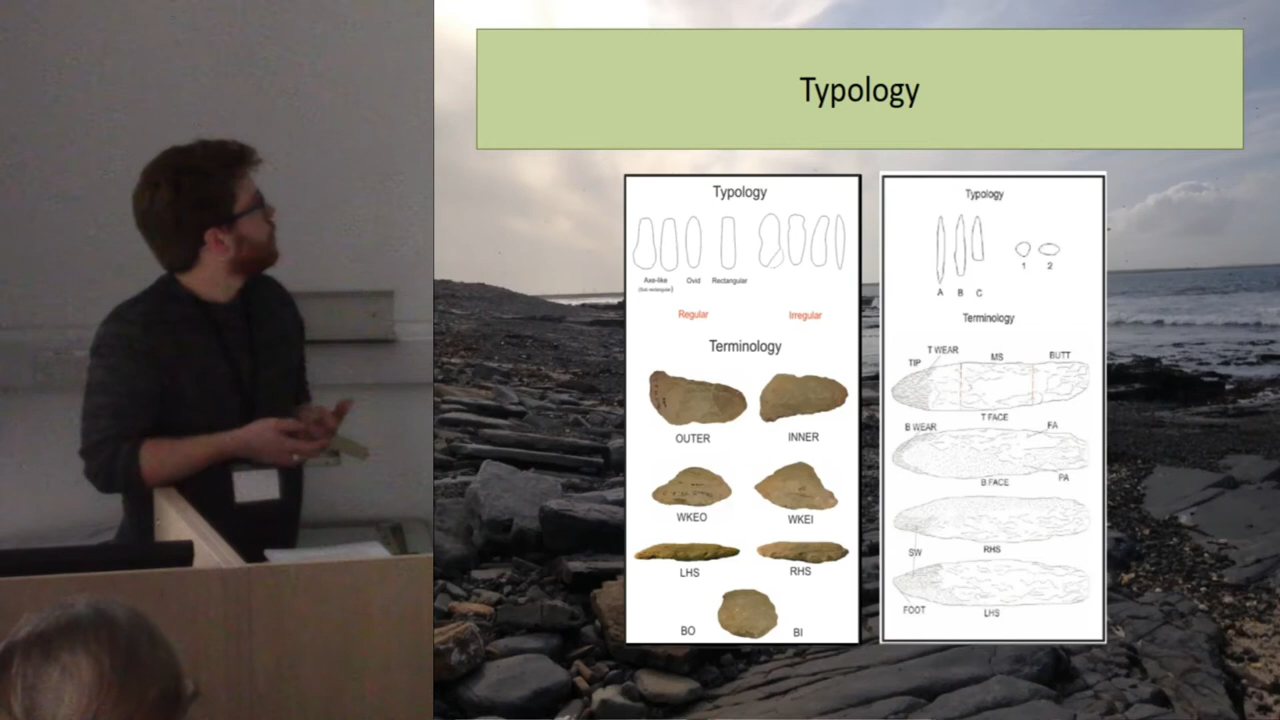 Typology
Typology
Axe-like Ovid Rectangular
(Sub rectangular)
Regular Irregular
Terminology
OUTER INNER
WKEO WKEI
LHS RHS
BO BI
Typology
1 2
A B C
Terminology
TIP T WEAR MS BUTT
T FACE
B WEAR FA
B FACE PA
SW RHS
FOOT LHS